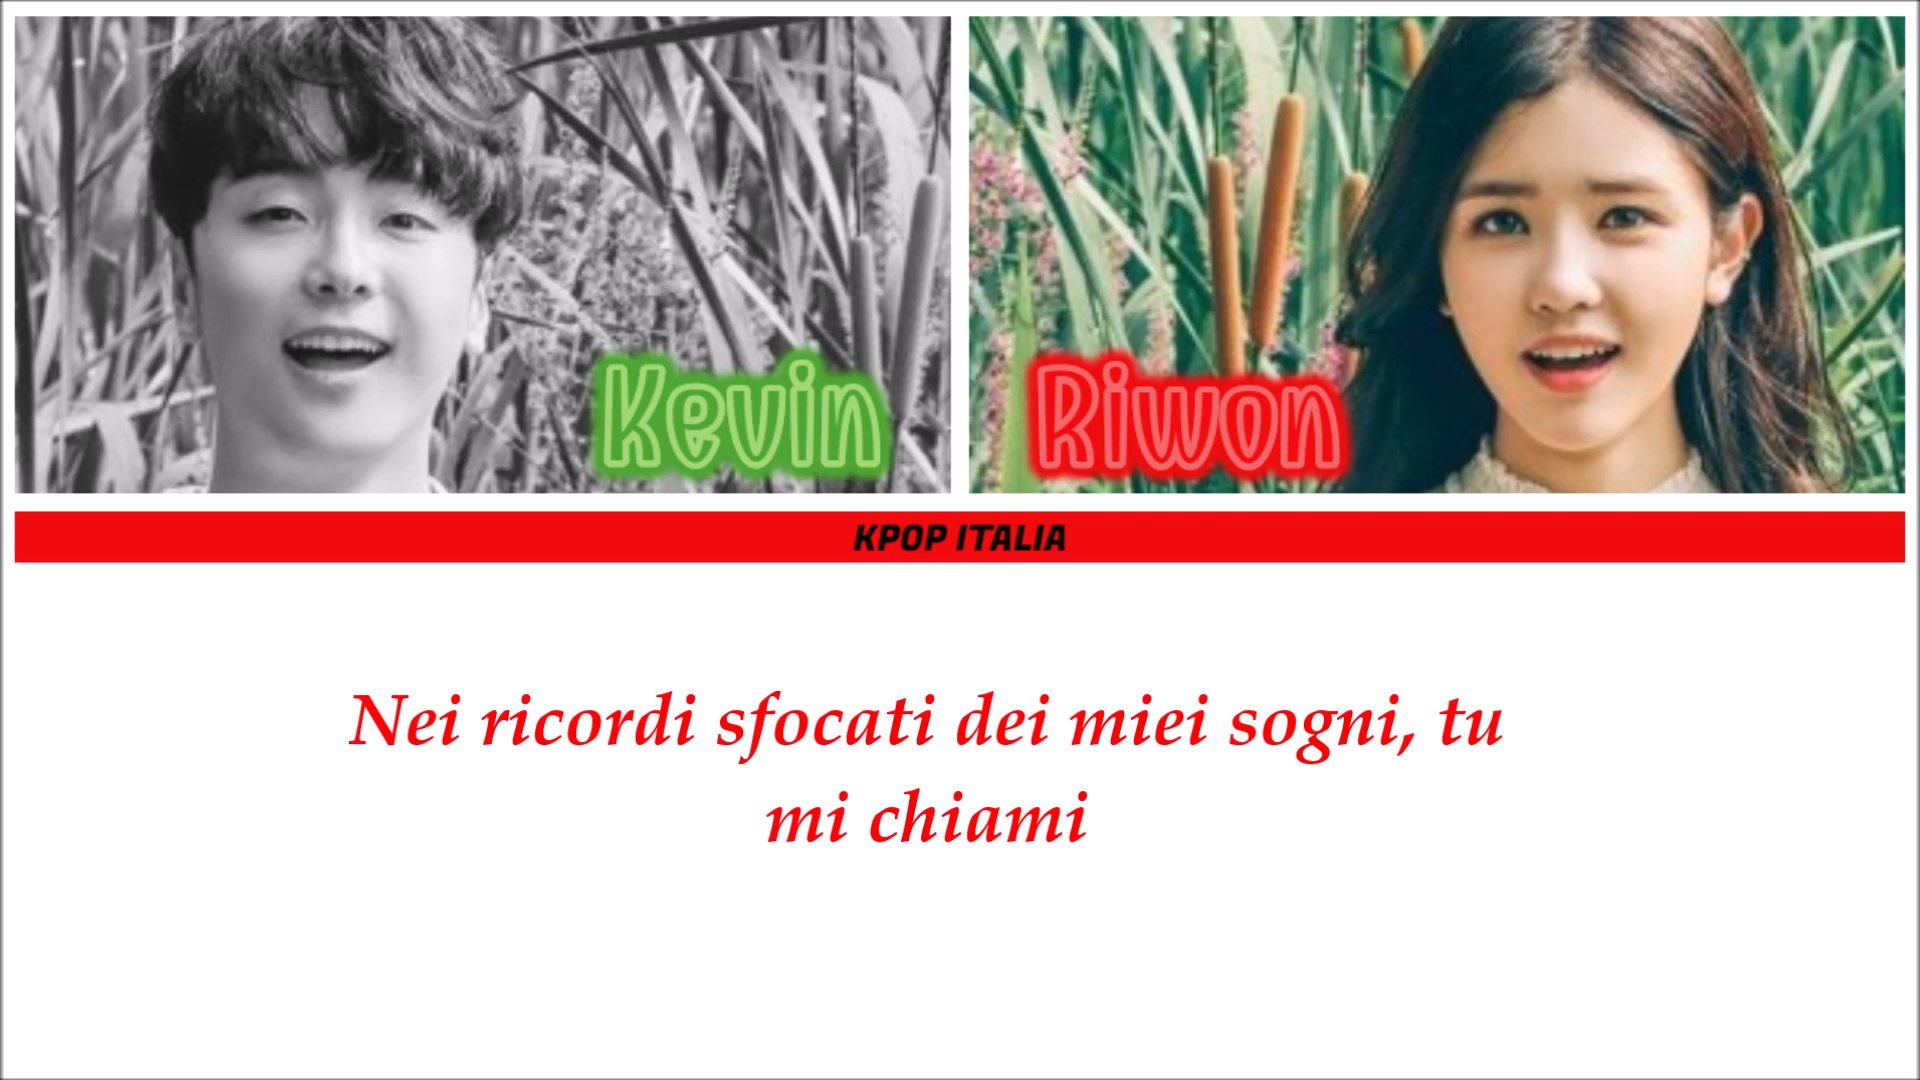 Kevin
Riwon
KPOP ITALIA
Nei ricordi sfocati dei miei sogni, tu
mi chiami